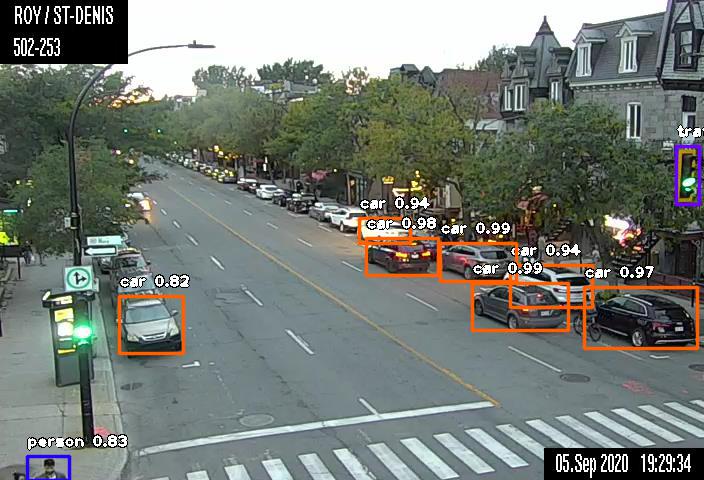 ROY / ST-DENIS
502-253
tra
car 0.94
car 0.98
car 0.99
car 0.94
car 0.99
car 0.97
car 0.82
person 0.83
05.Sep 2020 19:29:34